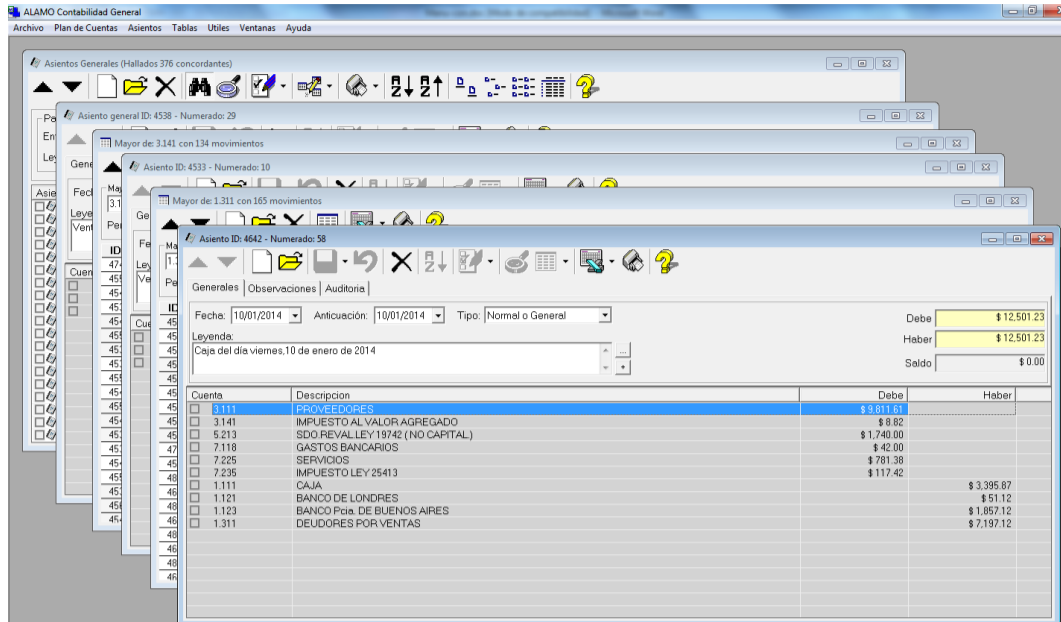 ALAMO Contabilidad General
Archivo Plan de Cuentas Asientos Tablas Utiles Ventanas Ayuda
Asientos Generales (Hallados 376 concordantes)
Asiento general ID: 4538 - Numerado: 29
Mayor de: 3.141 con 134 movimientos
Asiento ID: 4533 - Numerado: 10
Mayor de: 1.311 con 165 movimientos
Asiento ID: 4642 - Numerado: 58
Generales Observaciones Auditoria
Fecha: 10/01/2014 Anticuación: 10/01/2014 Tipo: Normal o General
Debe $ 12,501.23
Leyenda:
Haber $ 12,501.23
Caja del día viernes,10 de enero de 2014
...
+
Saldo $ 0.00
Cuenta Descripcion Debe Haber
3.111 PROVEEDORES $ 9,811.61
3.141 IMPUESTO AL VALOR AGREGADO $ 8.82
5.213 SDO.REVAL.LEY 19742 ( NO CAPITAL.) $ 1,740.00
7.118 GASTOS BANCARIOS $ 42.00
7.225 SERVICIOS $ 781.38
7.235 IMPUESTO LEY 25413 $ 117.42
1.111 CAJA $ 3,395.87
1.121 BANCO DE LONDRES $ 51.12
1.123 BANCO Pcia. DE BUENOS AIRES $ 1,857.12
1.311 DEUDORES POR VENTAS $ 7,197.12